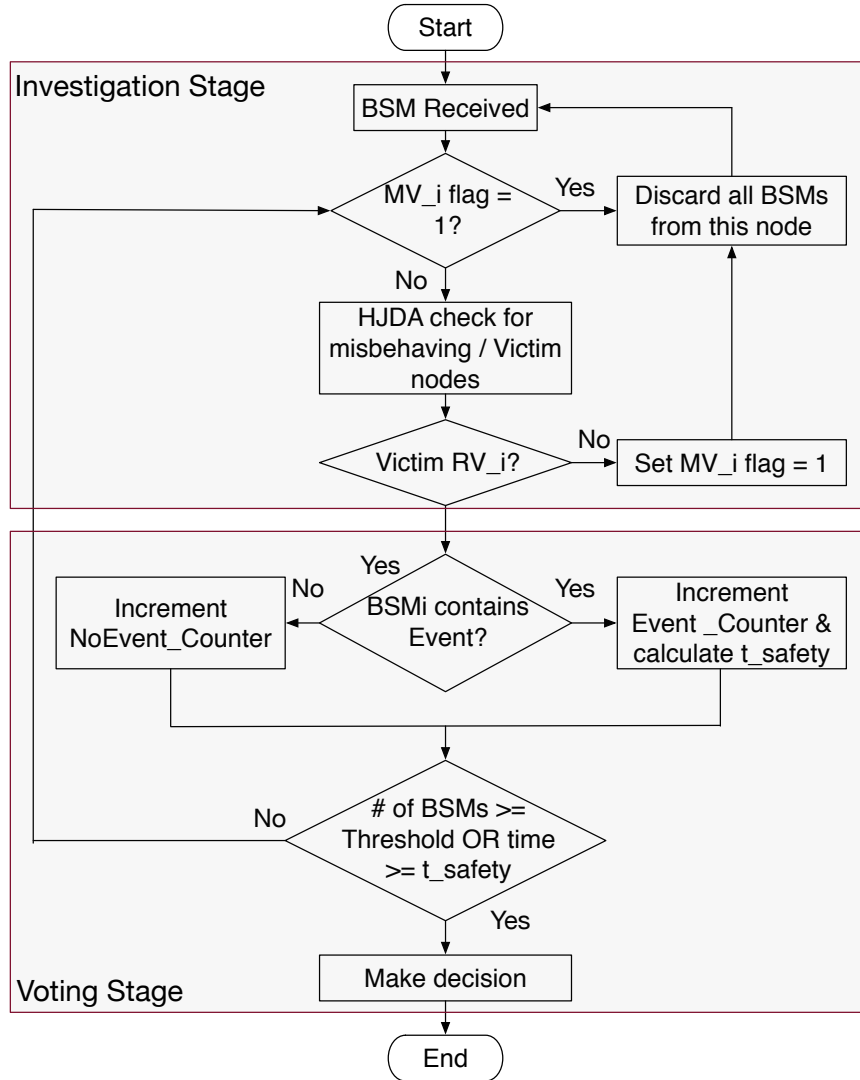 Start
Investigation Stage
BSM Received
MV_i flag =
1?
Yes
Discard all BSMs
from this node
No
HJDA check for
misbehaving / Victim
nodes
Victim RV_i?
No
Set MV_i flag = 1
Yes
BSMi contains
Event?
No
Increment
NoEvent_Counter
Yes
Increment
Event _Counter &
calculate t_safety
# of BSMs >=
Threshold OR time
>= t_safety
No
Yes
Make decision
Voting Stage
End